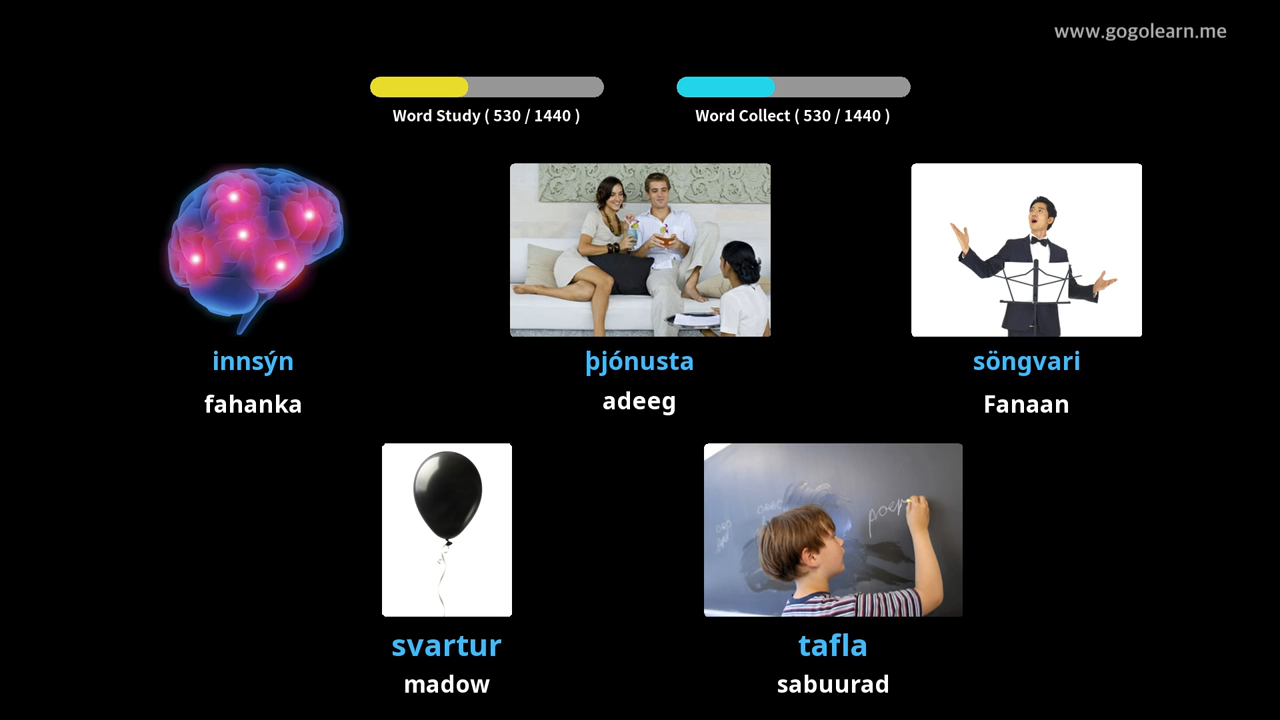 www.gogolearn.me
Word Study ( 530 / 1440 )
Word Collect ( 530 / 1440 )
innsýn
fahanka
þjónusta
adeeg
söngvari
Fanaan
poem
svartur
madow
tafla
sabuurad